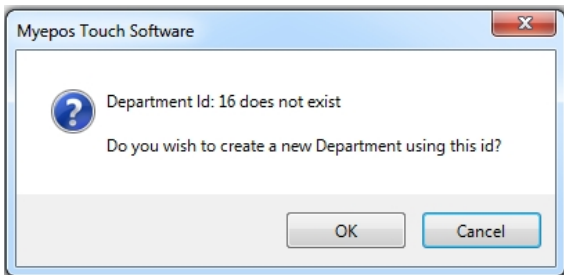 Myepos Touch Software
Department Id: 16 does not exist
Do you wish to create a new Department using this id?
OK
Cancel